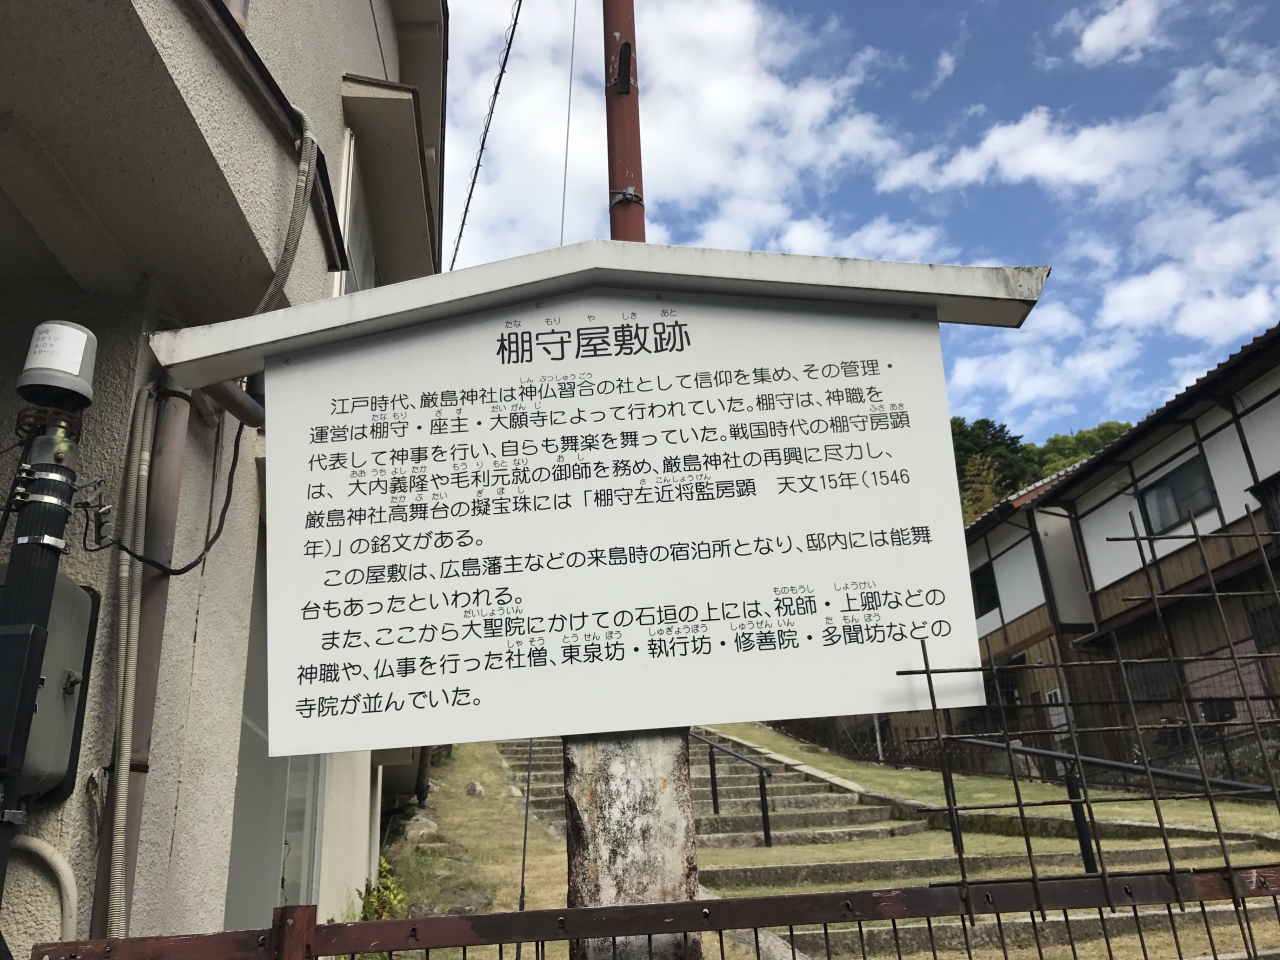 棚守屋敷跡
江戸時代、厳島神社は神仏習合の社として信仰を集め、その管理・
運営は棚守・座主・大願寺によって行われていた。棚守は、神職を
代表して神事を行い、自らも舞楽を舞っていた。戦国時代の棚守房顕
は、大内義隆や毛利元就の御師を務め、厳島神社の再興に尽力し、
厳島神社高舞台の擬宝珠には「棚守左近将監房顕　天文15年（1546
年）」の銘文がある。
この屋敷は、広島藩主などの来島時の宿泊所となり、邸内には能舞
台もあったといわれる。
また、ここから大聖院にかけての石垣の上には、祝師・上卿などの
神職や、仏事を行った社僧、東泉坊・執行坊・修善院・多聞坊などの
寺院が並んでいた。